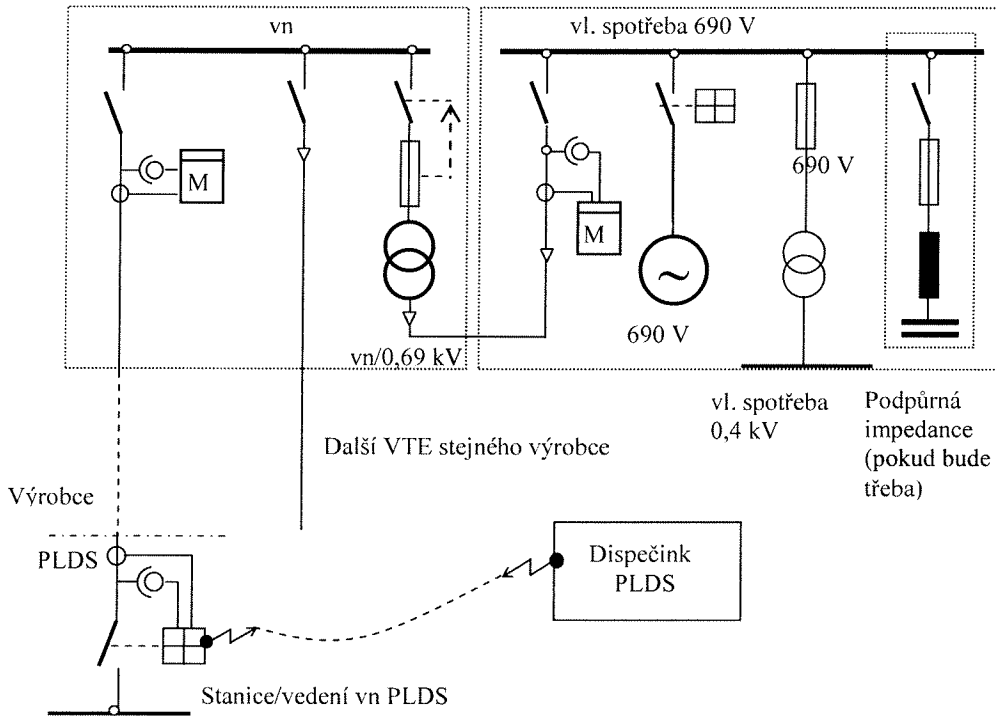 vn
vl. spotřeba 690 V
M
690 V
M
690 V
vn/0,69 kV
vl. spotřeba
0,4 kV
Podpůrná
impedance
(pokud bude
třeba)
Další VTE stejného výrobce
Výrobce
PLDS
Dispečink
PLDS
Stanice/vedení vn PLDS